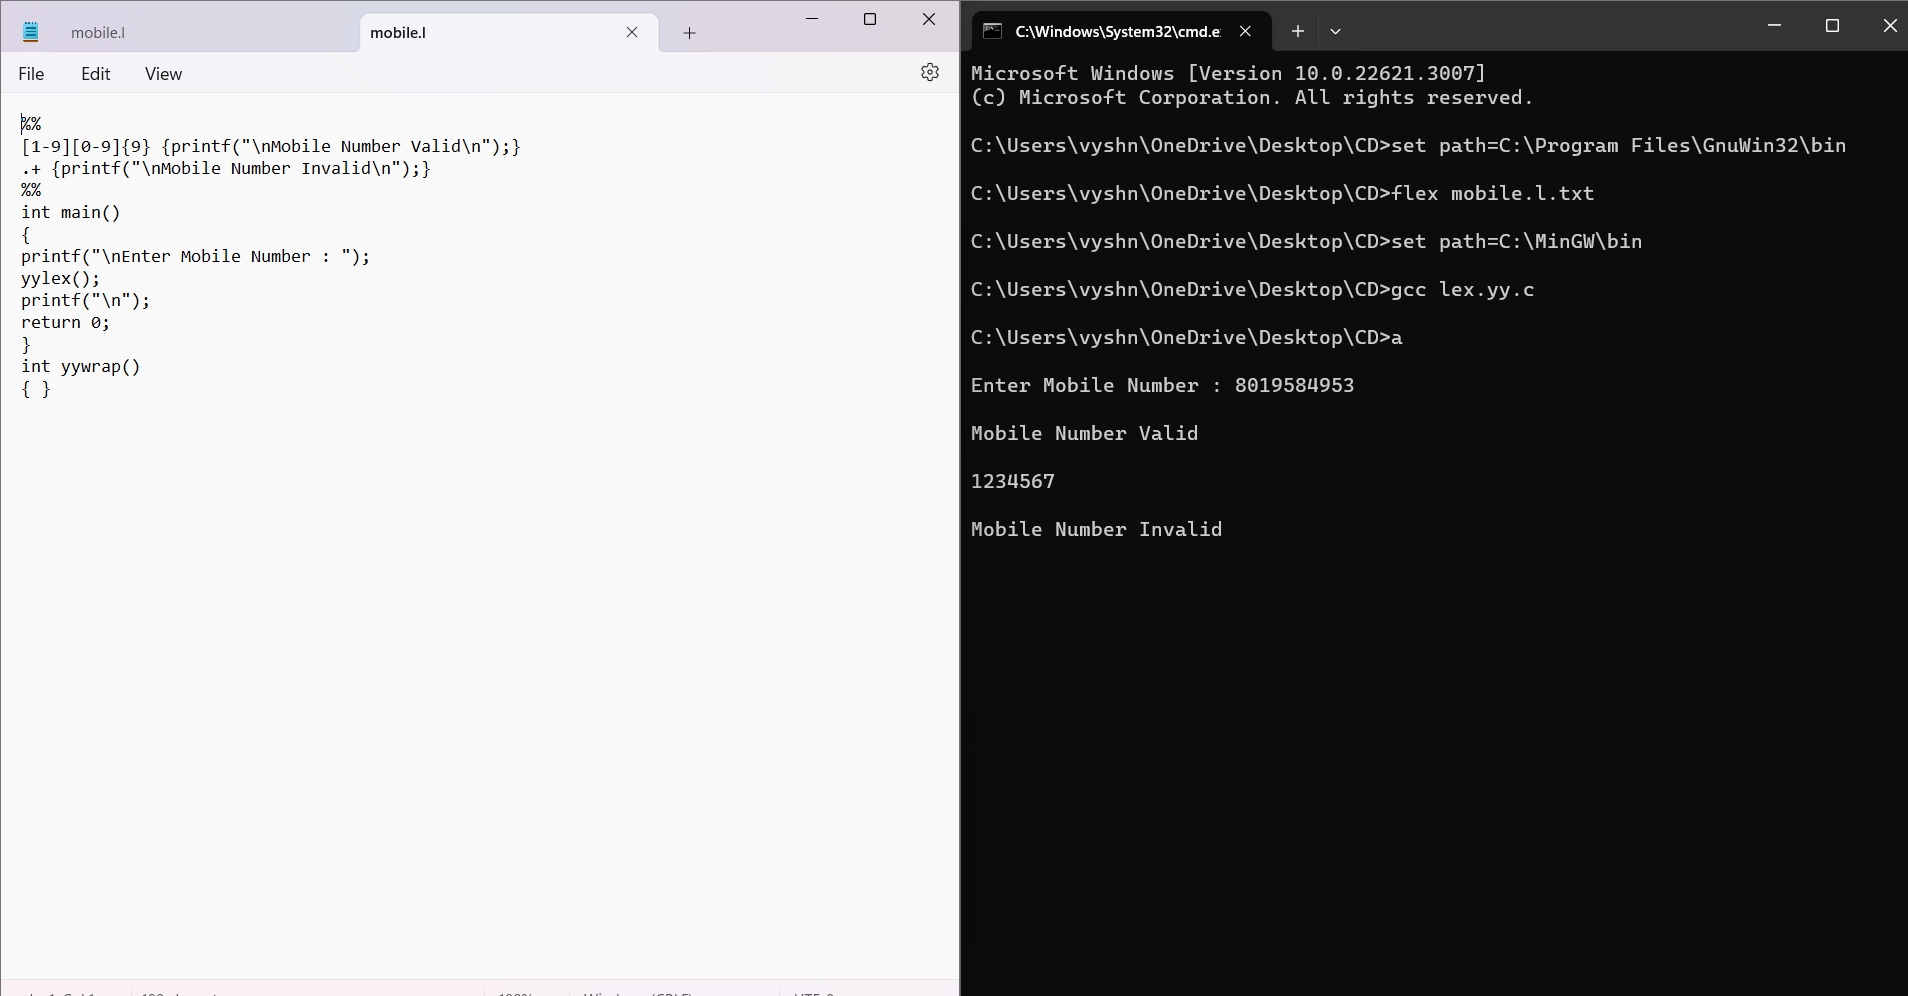 mobile.l
mobile.l
File Edit View
%%
[1-9][0-9]{9} {printf("\nMobile Number Valid\n");}
.+ {printf("\nMobile Number Invalid\n");}
%%
int main()
{
printf("\nEnter Mobile Number : ");
yylex();
printf("\n");
return 0;
}
int yywrap()
{ }
C:\Windows\System32\cmd.e
Microsoft Windows [Version 10.0.22621.3007]
(c) Microsoft Corporation. All rights reserved.
C:\Users\vyshn\OneDrive\Desktop\CD>set path=C:\Program Files\GnuWin32\bin
C:\Users\vyshn\OneDrive\Desktop\CD>flex mobile.l.txt
C:\Users\vyshn\OneDrive\Desktop\CD>set path=C:\MinGW\bin
C:\Users\vyshn\OneDrive\Desktop\CD>gcc lex.yy.c
C:\Users\vyshn\OneDrive\Desktop\CD>a
Enter Mobile Number : 8019584953
Mobile Number Valid
1234567
Mobile Number Invalid